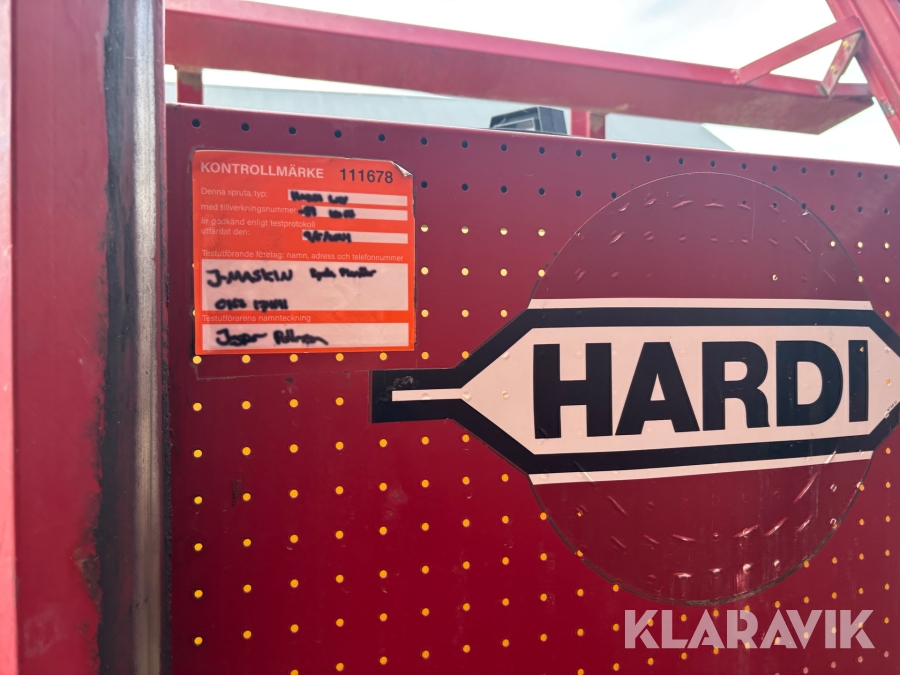 KONTROLLMÄRKE 111678
Denna spruta, typ:
med tillverkningsnummer
är godkänd enligt testprotokoll
utfärdat den:
Testutförande företag: namn, adress och telefonnummer
J-MASKIN
Testutförarens namnteckning
HARDI
KLARAVIK